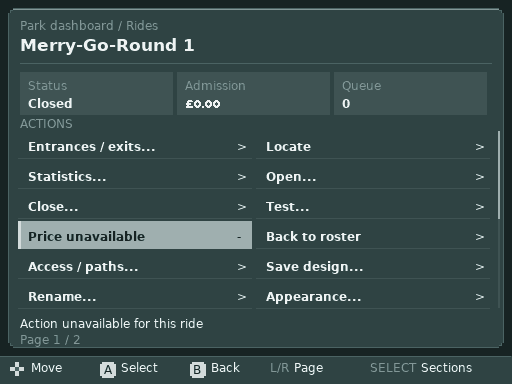 Park dashboard / Rides
Merry-Go-Round 1
Status
Closed
Admission
£0.00
Queue
0
ACTIONS
Entrances / exits... >
Locate >
Statistics... >
Open... >
Close... >
Test... >
Price unavailable -
Back to roster >
Access / paths... >
Save design... >
Rename... >
Appearance... >
Action unavailable for this ride
Page 1 / 2
Move A Select B Back L/R Page SELECT Sections